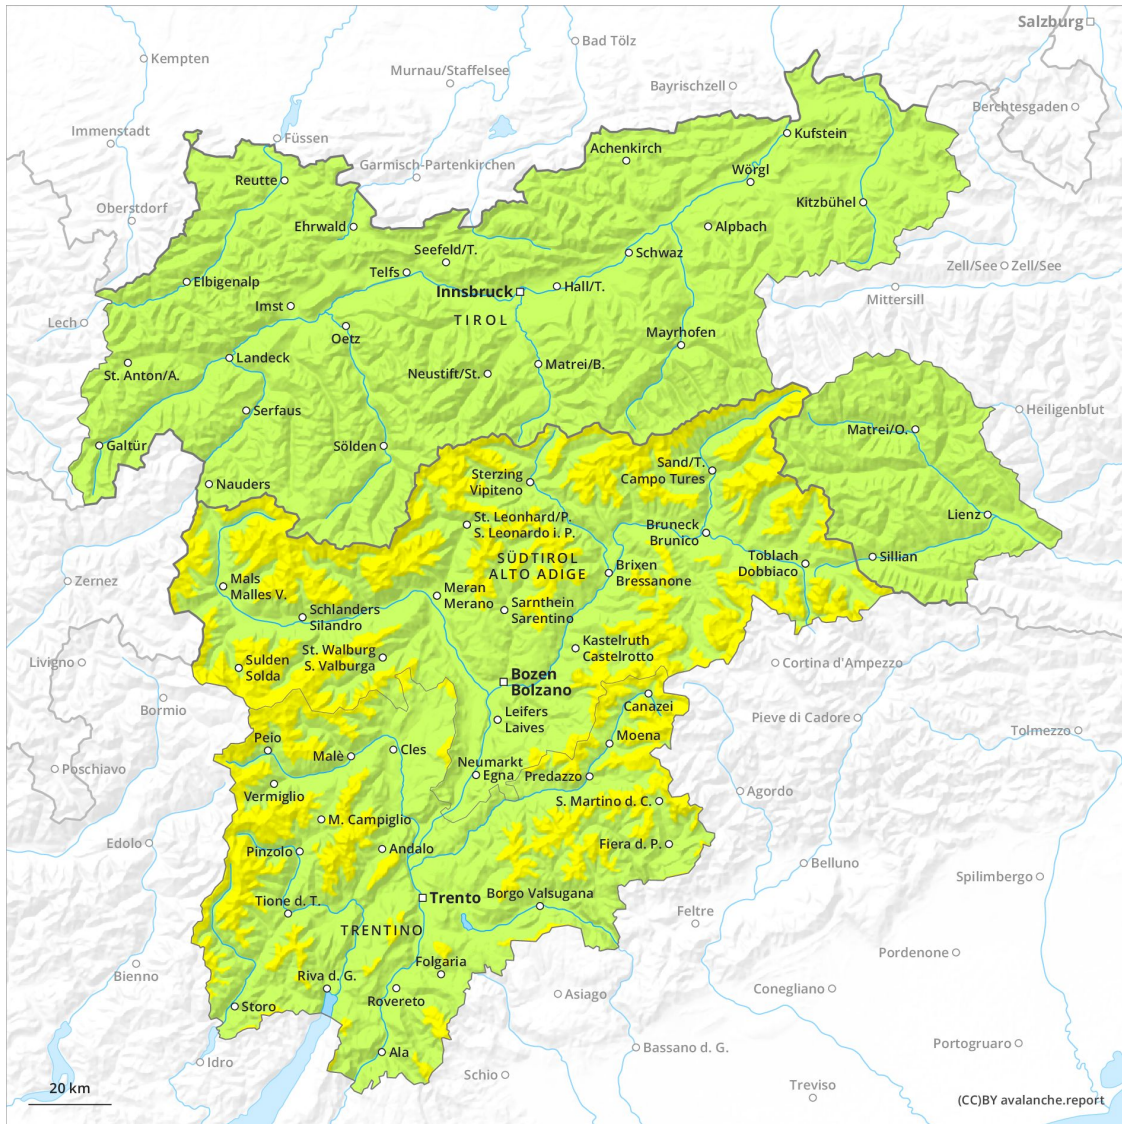 Salzburg
Bad Tölz
Kempten
Murnau/Staffelsee
Bayrischzell
Berchtesgaden
Immenstadt
Füssen
Kufstein
Achenkirch
Garmisch-Partenkirchen
Wörgl
Reutte
Oberstdorf
Kitzbühel
Ehrwald
Alpbach
Seefeld/T.
Schwaz
Telfs
Zell/See
Zell/See
Elbigenalp
Hall/T.
Innsbruck
Mittersill
Imst
TIROL
Lech
Oetz
Mayrhofen
Landeck
Matrei/B.
St. Anton/A.
Neustift/St.
Serfaus
Heiligenblut
Matrei/O.
Galtür
Sölden
Sand/T.
Campo Tures
Sterzing
Vipiteno
Nauders
Lienz
St. Leonhard/P.
S. Leonardo i. P.
Bruneck
Brunico
SÜDTIROL
ALTO ADIGE
Toblach
Dobbiaco
Sillian
Brixen
Bressanone
Zernez
Mals
Malles V.
Meran
Merano
Sarnthein
Sarentino
Schlanders
Silandro
Kastelruth
Castelrotto
St. Walburg
S. Valburga
Livigno
Sulden
Solda
Cortina d'Ampezzo
Bozen
Bolzano
Bormio
Canazei
Leifers
Laives
Pieve di Cadore
Tolmezzo
Peio
Moena
Malè
Cles
Neumarkt
Egna
Predazzo
Poschiavo
Vermiglio
Agordo
S. Martino d. C.
M. Campiglio
Edolo
Pinzolo
Andalo
Fiera d. P.
Belluno
Spilimbergo
Trento
Borgo Valsugana
Tione d. T.
Feltre
TRENTINO
Pordenone
Folgaria
Bienno
Riva d. G.
Conegliano
Asiago
Rovereto
Storo
Portogruaro
Bassano d. G.
Ala
Idro
Schio
Treviso
20 km
(CC)BY avalanche.report